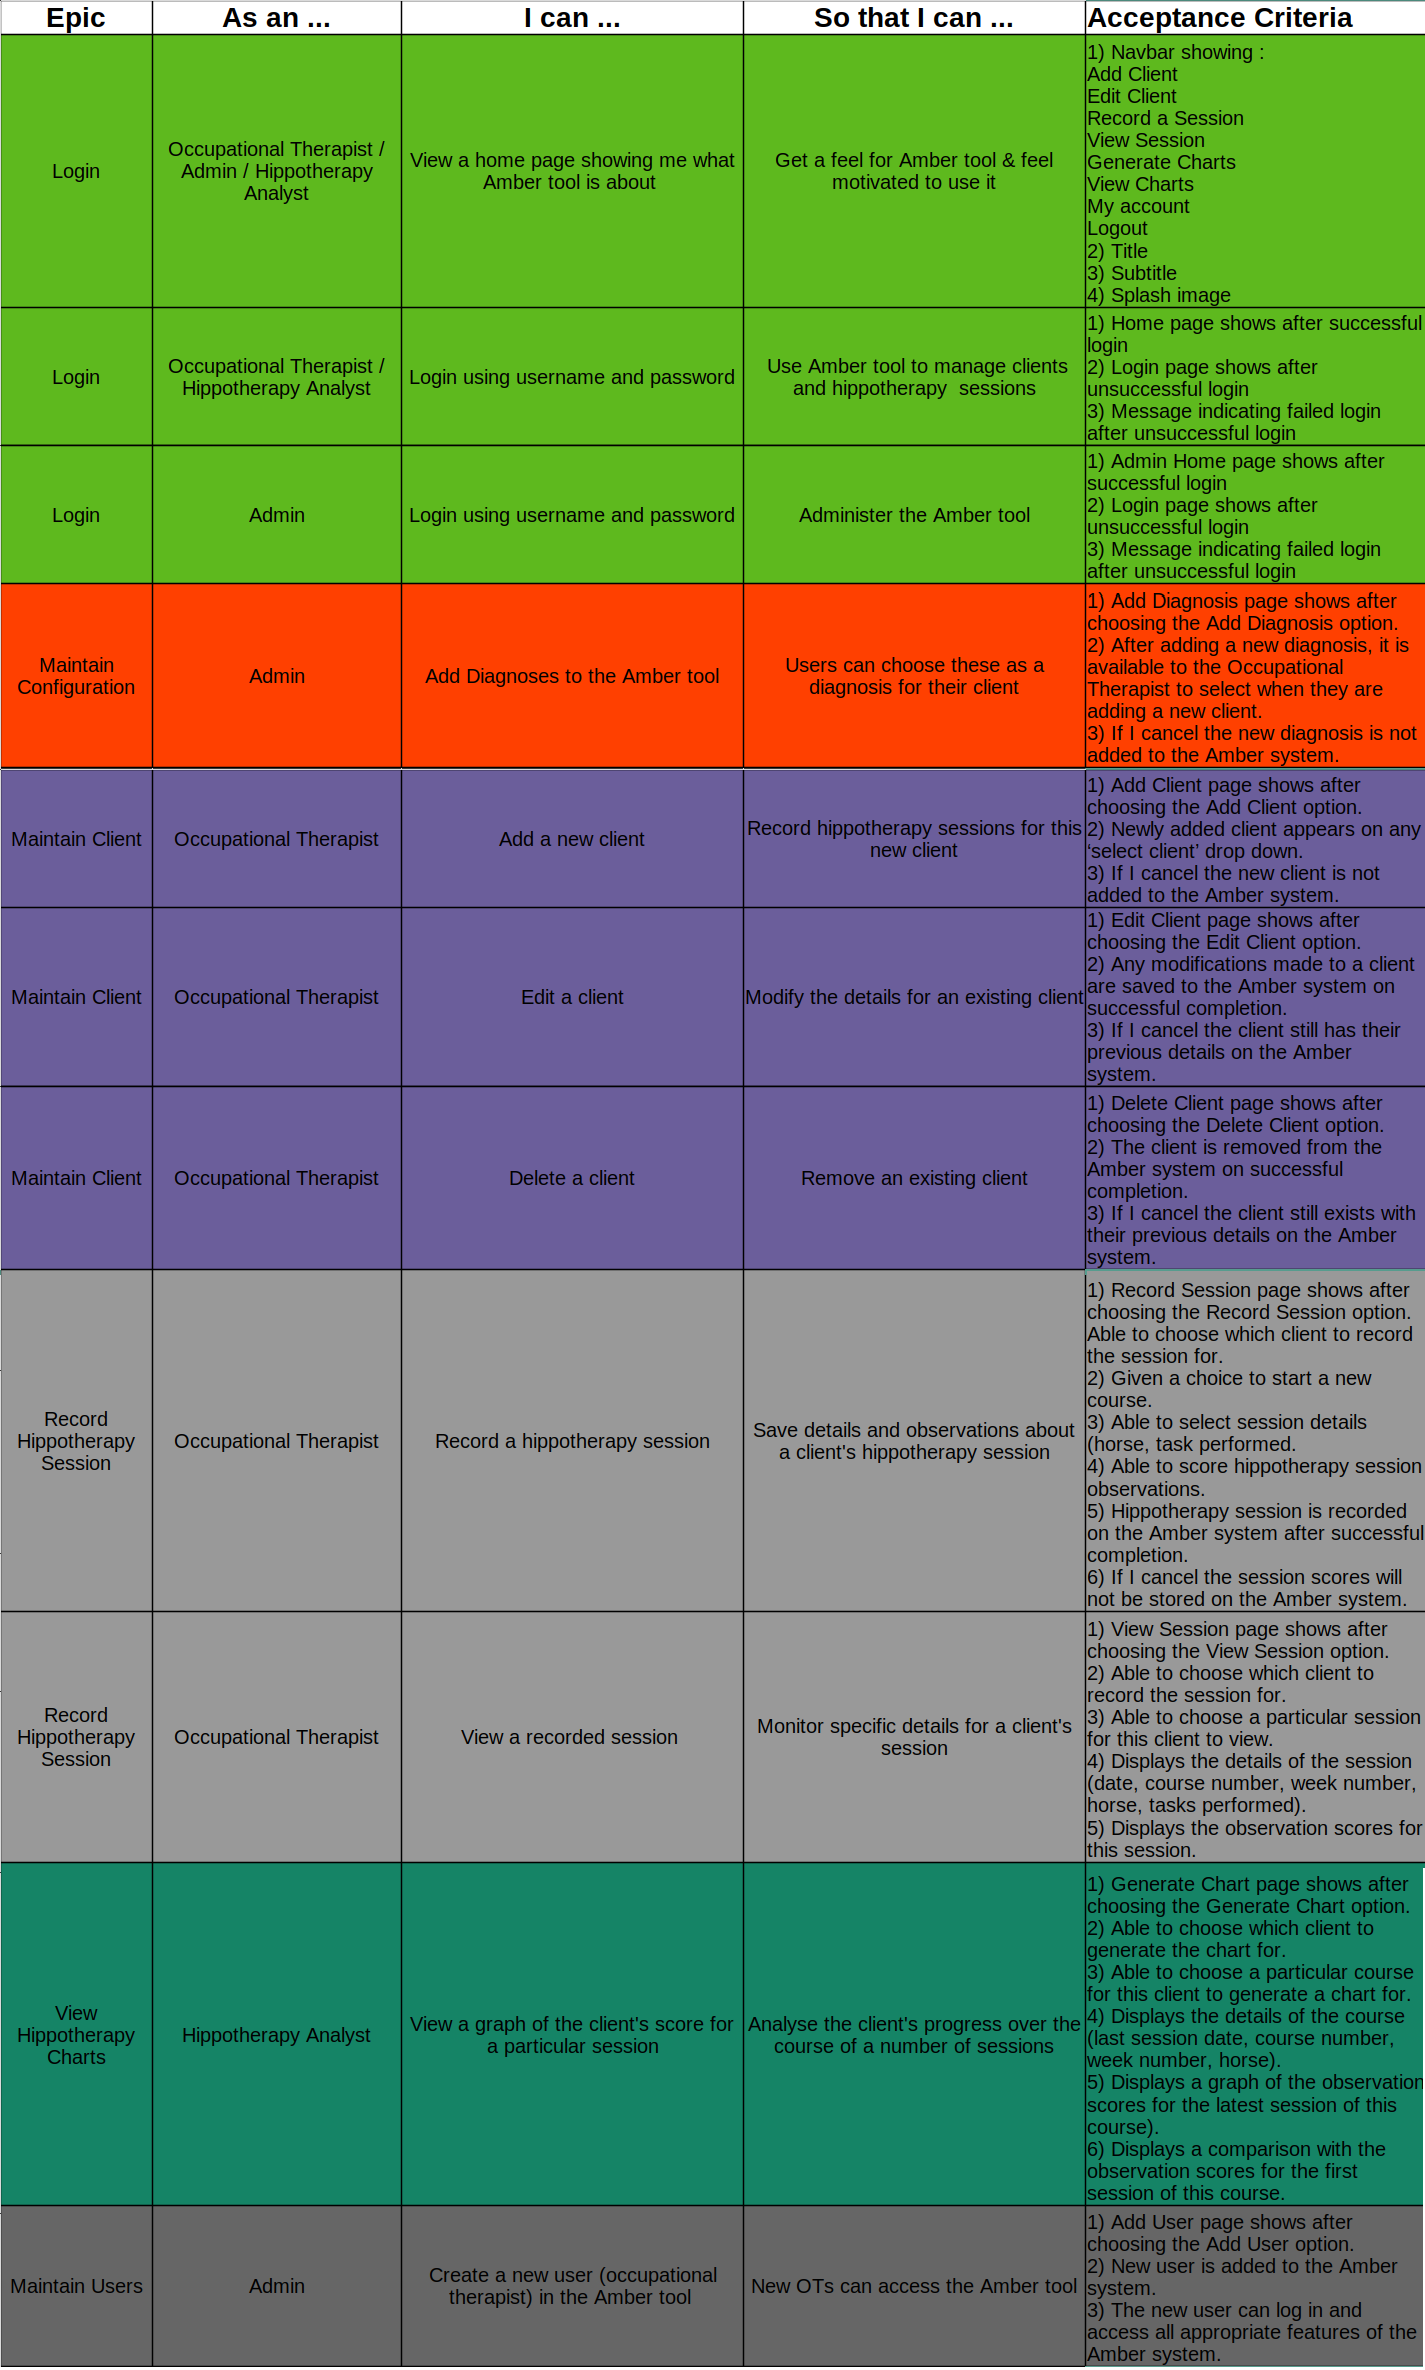 Epic
As an ...
I can ...
So that I can ...
Acceptance Criteria
Login
Occupational Therapist /
Admin / Hippotherapy
Analyst
View a home page showing me what
Amber tool is about
Get a feel for Amber tool & feel
motivated to use it
1) Navbar showing :
Add Client
Edit Client
Record a Session
View Session
Generate Charts
View Charts
My account
Logout
2) Title
3) Subtitle
4) Splash image
Login
Occupational Therapist /
Hippotherapy Analyst
Login using username and password
Use Amber tool to manage clients
and hippotherapy  sessions
1) Home page shows after successful
login
2) Login page shows after
unsuccessful login
3) Message indicating failed login
after unsuccessful login
Login
Admin
Login using username and password
Administer the Amber tool
1) Admin Home page shows after
successful login
2) Login page shows after
unsuccessful login
3) Message indicating failed login
after unsuccessful login
Maintain
Configuration
Admin
Add Diagnoses to the Amber tool
Users can choose these as a
diagnosis for their client
1) Add Diagnosis page shows after
choosing the Add Diagnosis option.
2) After adding a new diagnosis, it is
available to the Occupational
Therapist to select when they are
adding a new client.
3) If I cancel the new diagnosis is not
added to the Amber system.
Maintain Client
Occupational Therapist
Add a new client
Record hippotherapy sessions for this
new client
1) Add Client page shows after
choosing the Add Client option.
2) Newly added client appears on any
‘select client’ drop down.
3) If I cancel the new client is not
added to the Amber system.
Maintain Client
Occupational Therapist
Edit a client
Modify the details for an existing client
1) Edit Client page shows after
choosing the Edit Client option.
2) Any modifications made to a client
are saved to the Amber system on
successful completion.
3) If I cancel the client still has their
previous details on the Amber
system.
Maintain Client
Occupational Therapist
Delete a client
Remove an existing client
1) Delete Client page shows after
choosing the Delete Client option.
2) The client is removed from the
Amber system on successful
completion.
3) If I cancel the client still exists with
their previous details on the Amber
system.
Record
Hippotherapy
Session
Occupational Therapist
Record a hippotherapy session
Save details and observations about
a client's hippotherapy session
1) Record Session page shows after
choosing the Record Session option.
Able to choose which client to record
the session for.
2) Given a choice to start a new
course.
3) Able to select session details
(horse, task performed.
4) Able to score hippotherapy session
observations.
5) Hippotherapy session is recorded
on the Amber system after successful
completion.
6) If I cancel the session scores will
not be stored on the Amber system.
Record
Hippotherapy
Session
Occupational Therapist
View a recorded session
Monitor specific details for a client's
session
1) View Session page shows after
choosing the View Session option.
2) Able to choose which client to
record the session for.
3) Able to choose a particular session
for this client to view.
4) Displays the details of the session
(date, course number, week number,
horse, tasks performed).
5) Displays the observation scores for
this session.
View
Hippotherapy
Charts
Hippotherapy Analyst
View a graph of the client's score for
a particular session
Analyse the client's progress over the
course of a number of sessions
1) Generate Chart page shows after
choosing the Generate Chart option.
2) Able to choose which client to
generate the chart for.
3) Able to choose a particular course
for this client to generate a chart for.
4) Displays the details of the course
(last session date, course number,
week number, horse).
5) Displays a graph of the observation
scores for the latest session of this
course).
6) Displays a comparison with the
observation scores for the first
session of this course.
Maintain Users
Admin
Create a new user (occupational
therapist) in the Amber tool
New OTs can access the Amber tool
1) Add User page shows after
choosing the Add User option.
2) New user is added to the Amber
system.
3) The new user can log in and
access all appropriate features of the
Amber system.